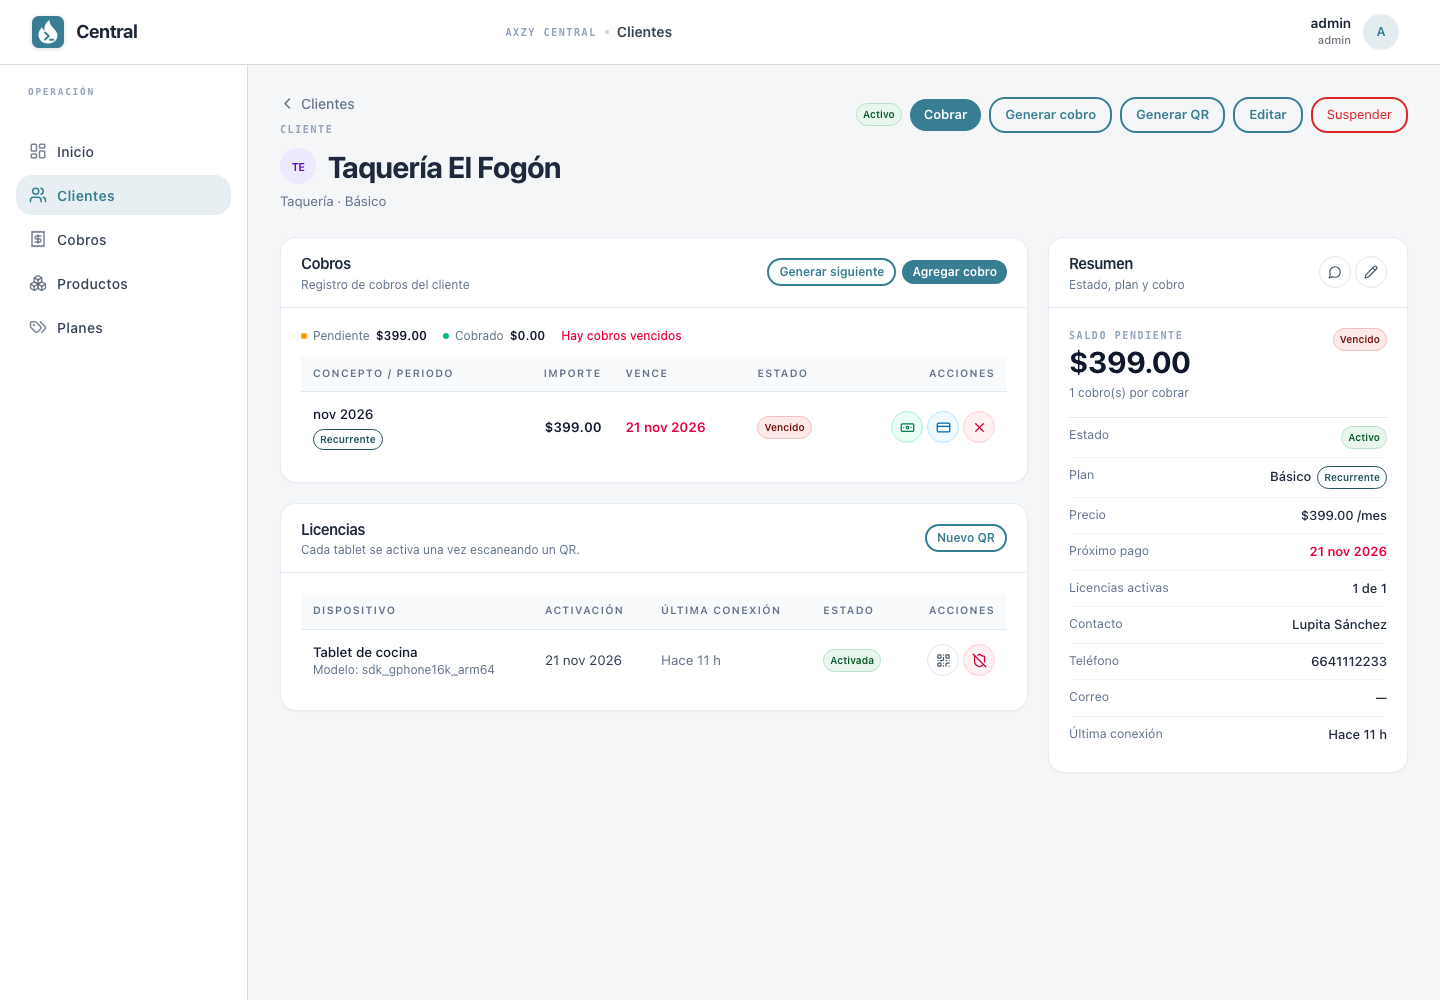 Central
AXZY CENTRAL • Clientes
admin
admin
A
OPERACIÓN
Inicio
Clientes
Cobros
Productos
Planes
Clientes
CLIENTE
TE
Taquería El Fogón
Taquería · Básico
Activo
Cobrar
Generar cobro
Generar QR
Editar
Suspender
Cobros
Registro de cobros del cliente
Generar siguiente
Agregar cobro
Pendiente $399.00 Cobrado $0.00 Hay cobros vencidos
CONCEPTO / PERIODO IMPORTE VENCE ESTADO ACCIONES
nov 2026
Recurrente
$399.00 21 nov 2026 Vencido
Licencias
Cada tablet se activa una vez escaneando un QR.
Nuevo QR
DISPOSITIVO ACTIVACIÓN ÚLTIMA CONEXIÓN ESTADO ACCIONES
Tablet de cocina
Modelo: sdk_gphone16k_arm64
21 nov 2026 Hace 11 h Activada
Resumen
Estado, plan y cobro
SALDO PENDIENTE
Vencido
$399.00
1 cobro(s) por cobrar
Estado Activo
Plan Básico Recurrente
Precio $399.00 /mes
Próximo pago 21 nov 2026
Licencias activas 1 de 1
Contacto Lupita Sánchez
Teléfono 6641112233
Correo —
Última conexión Hace 11 h